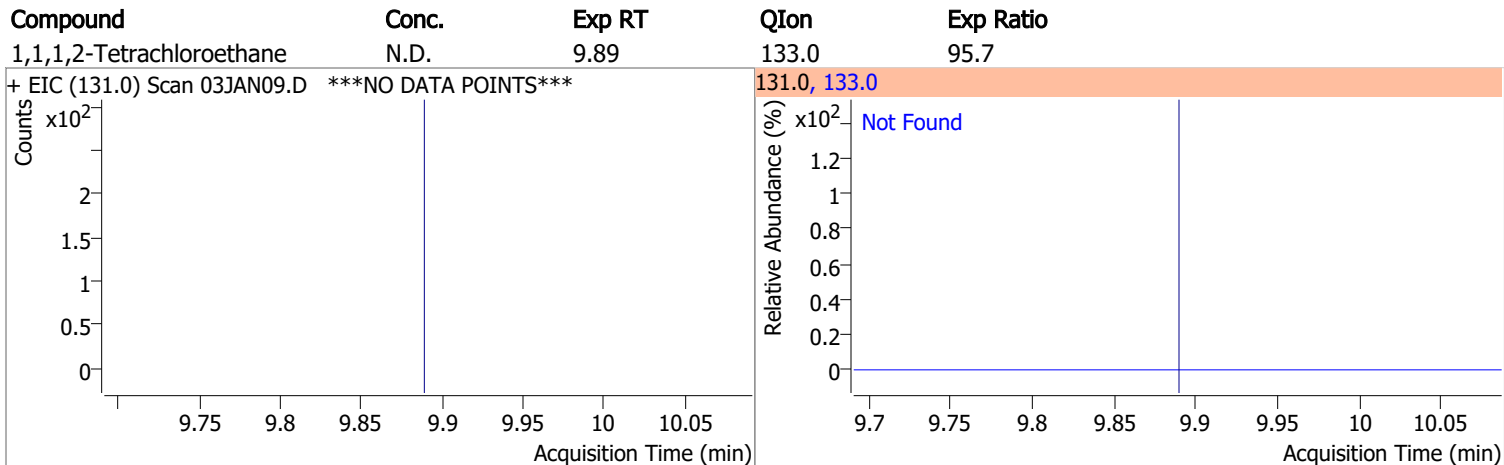 Compound Conc. Exp RT QIon Exp Ratio
1,1,1,2-Tetrachloroethane N.D. 9.89 133.0 95.7
+ EIC (131.0) Scan 03JAN09.D ***NO DATA POINTS***
Counts
x10²
2
1.5
1
0.5
0
9.75 9.8 9.85 9.9 9.95 10 10.05
Acquisition Time (min)
131.0, 133.0
Relative Abundance (%)
x10²
Not Found
1.2
1
0.8
0.6
0.4
0.2
0
9.7 9.75 9.8 9.85 9.9 9.95 10 10.05
Acquisition Time (min)